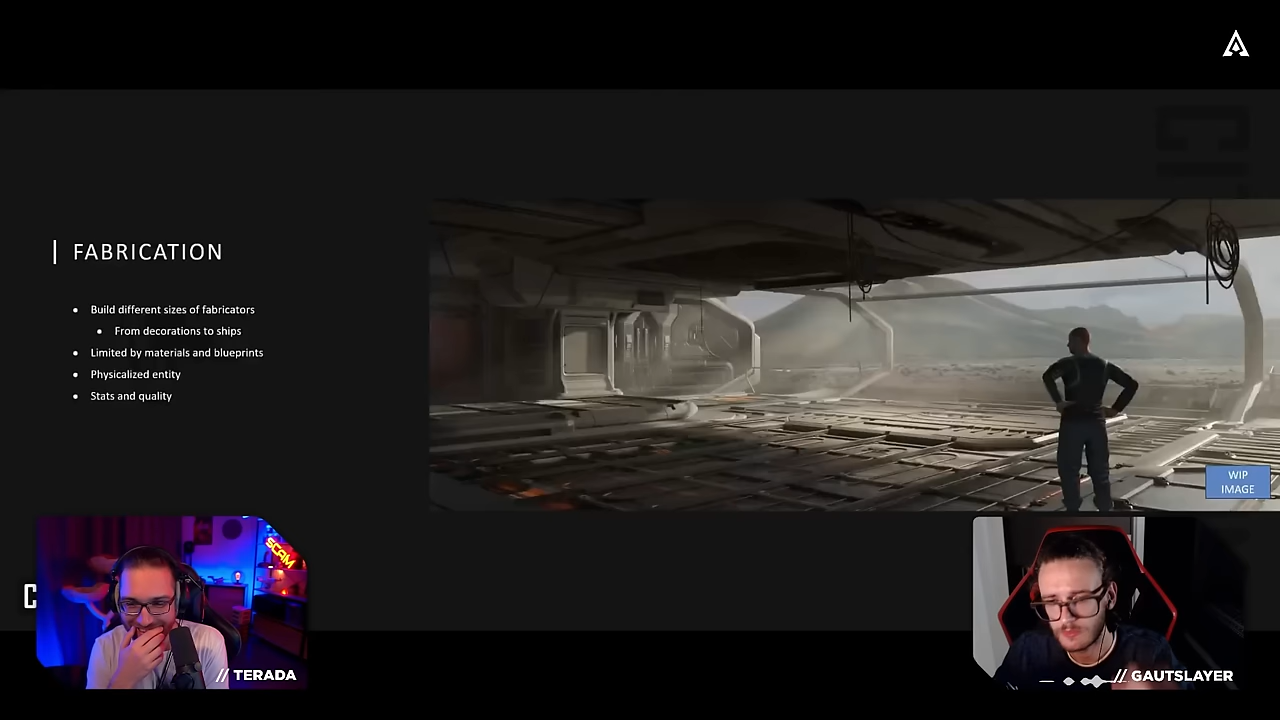 FABRICATION
Build different sizes of fabricators
From decorations to ships
Limited by materials and blueprints
Physicalized entity
Stats and quality
WIP
IMAGE
SCAM
C
// TERADA
// GAUTSLAYER